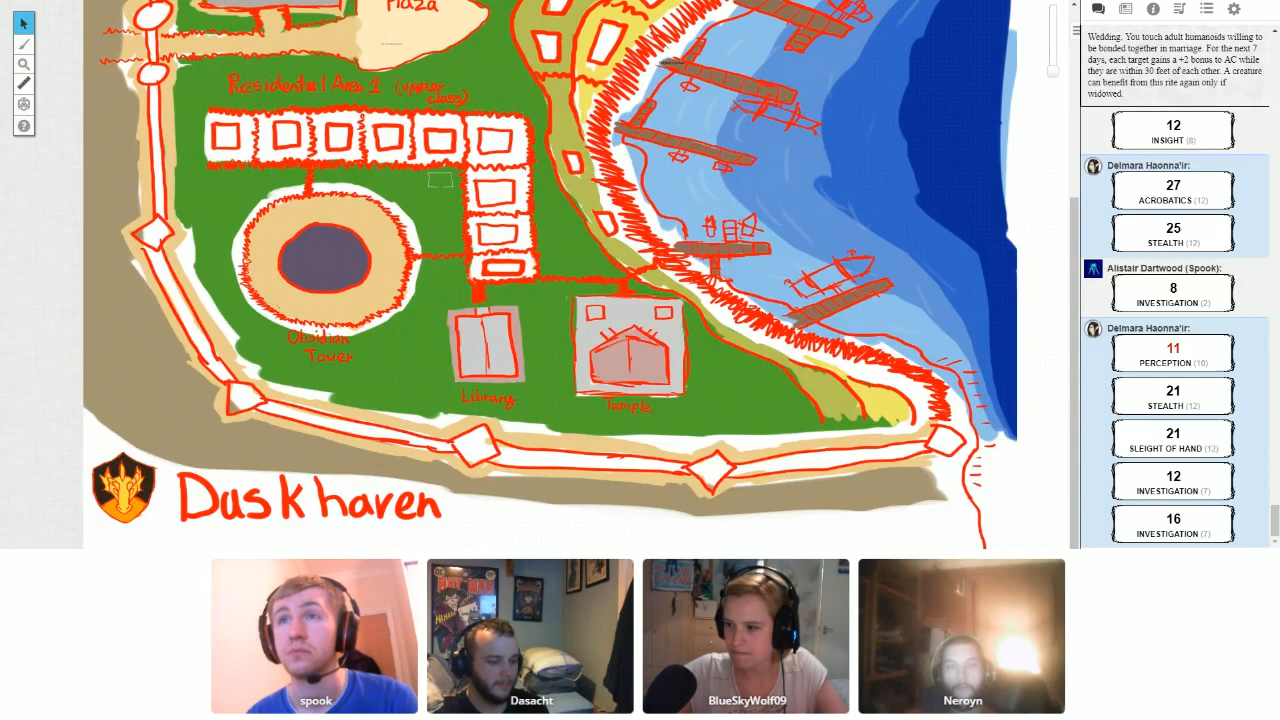 Plaza
Residental Area 1 (upper
class)
Obsidian
Tower
Library
Temple
Duskhaven
Wedding. You touch adult humanoids willing to
be bonded together in marriage. For the next 7
days, each target gains a +2 bonus to AC while
they are within 30 feet of each other. A creature
can benefit from this rite again only if
widowed.
12
INSIGHT (8)
Delmara Haonna'ir:
27
ACROBATICS (12)
25
STEALTH (12)
Alistair Dartwood (Spook):
8
INVESTIGATION (2)
Delmara Haonna'ir:
11
PERCEPTION (10)
21
STEALTH (12)
21
SLEIGHT OF HAND (12)
12
INVESTIGATION (7)
16
INVESTIGATION (7)
spook
Dasacht
BlueSkyWolf09
Neroyn